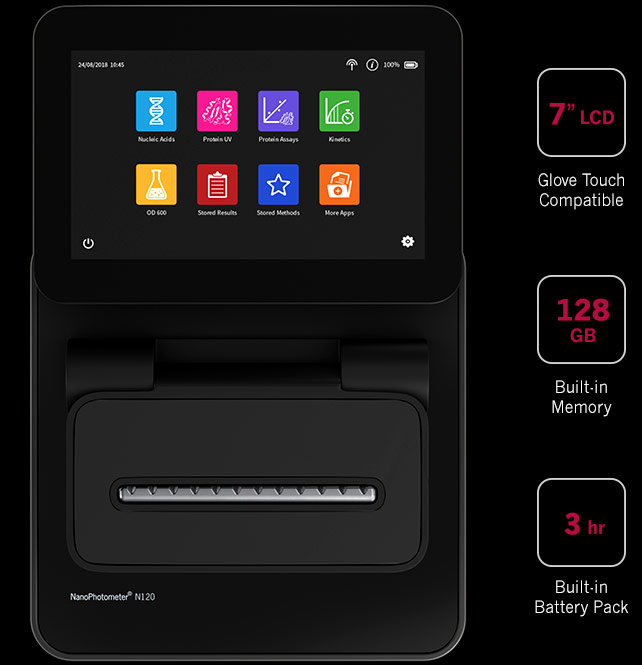 24/08/2018 10:45
100%
Nucleic Acids
Protein UV
Protein Assays
Kinetics
OD 600
Stored Results
Stored Methods
More Apps
NanoPhotometer® N120
7” LCD
Glove Touch
Compatible
128
GB
Built-in
Memory
3 hr
Built-in
Battery Pack